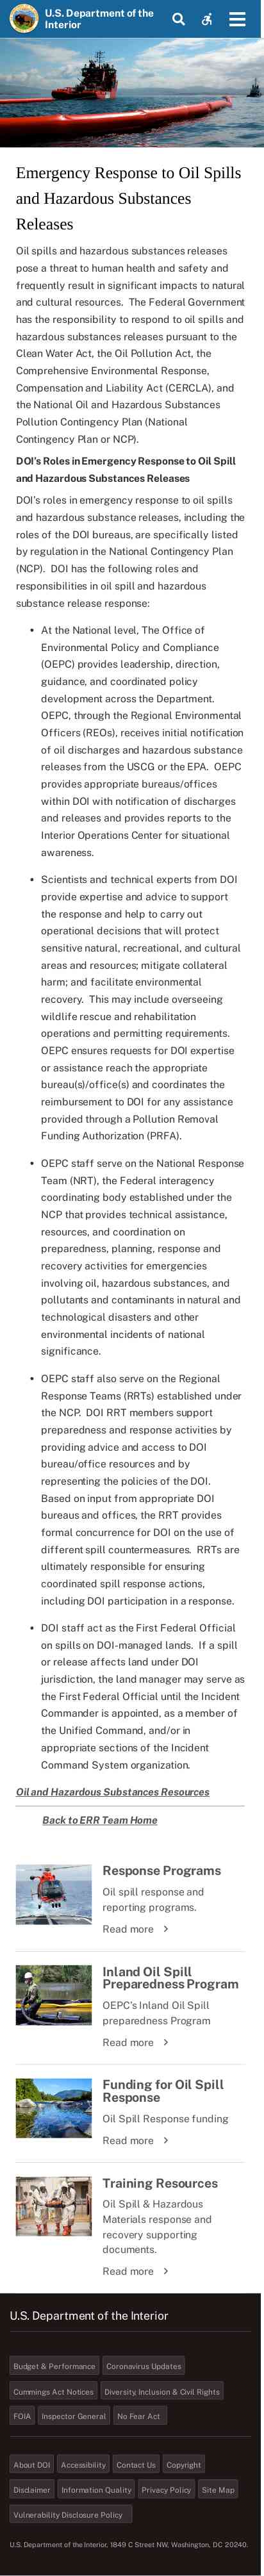 U.S. Department of the
Interior
Emergency Response to Oil Spills
and Hazardous Substances
Releases
Oil spills and hazardous substances releases
pose a threat to human health and safety and
frequently result in significant impacts to natural
and cultural resources.  The Federal Government
has the responsibility to respond to oil spills and
hazardous substances releases pursuant to the
Clean Water Act, the Oil Pollution Act, the
Comprehensive Environmental Response,
Compensation and Liability Act (CERCLA), and
the National Oil and Hazardous Substances
Pollution Contingency Plan (National
Contingency Plan or NCP).
DOI's Roles in Emergency Response to Oil Spill
and Hazardous Substances Releases
DOI's roles in emergency response to oil spills
and hazardous substance releases, including the
roles of the DOI bureaus, are specifically listed
by regulation in the National Contingency Plan
(NCP).  DOI has the following roles and
responsibilities in oil spill and hazardous
substance release response:
• At the National level, The Office of
Environmental Policy and Compliance
(OEPC) provides leadership, direction,
guidance, and coordinated policy
development across the Department.
OEPC, through the Regional Environmental
Officers (REOs), receives initial notification
of oil discharges and hazardous substance
releases from the USCG or the EPA.  OEPC
provides appropriate bureaus/offices
within DOI with notification of discharges
and releases and provides reports to the
Interior Operations Center for situational
awareness.
• Scientists and technical experts from DOI
provide expertise and advice to support
the response and help to carry out
operational decisions that will protect
sensitive natural, recreational, and cultural
areas and resources; mitigate collateral
harm; and facilitate environmental
recovery.  This may include overseeing
wildlife rescue and rehabilitation
operations and permitting requirements.
OEPC ensures requests for DOI expertise
or assistance reach the appropriate
bureau(s)/office(s) and coordinates the
reimbursement to DOI for any assistance
provided through a Pollution Removal
Funding Authorization (PRFA).
• OEPC staff serve on the National Response
Team (NRT), the Federal interagency
coordinating body established under the
NCP that provides technical assistance,
resources, and coordination on
preparedness, planning, response and
recovery activities for emergencies
involving oil, hazardous substances, and
pollutants and contaminants in natural and
technological disasters and other
environmental incidents of national
significance.
• OEPC staff also serve on the Regional
Response Teams (RRTs) established under
the NCP.  DOI RRT members support
preparedness and response activities by
providing advice and access to DOI
bureau/office resources and by
representing the policies of the DOI.
Based on input from appropriate DOI
bureaus and offices, the RRT provides
formal concurrence for DOI on the use of
different spill countermeasures.  RRTs are
ultimately responsible for ensuring
coordinated spill response actions,
including DOI participation in a response.
• DOI staff act as the First Federal Official
on spills on DOI-managed lands.  If a spill
or release affects land under DOI
jurisdiction, the land manager may serve as
the First Federal Official until the Incident
Commander is appointed, as a member of
the Unified Command, and/or in
appropriate sections of the Incident
Command System organization.
Oil and Hazardous Substances Resources
Back to ERR Team Home
Response Programs
Oil spill response and
reporting programs.
Read more
Inland Oil Spill
Preparedness Program
OEPC's Inland Oil Spill
preparedness Program
Read more
Funding for Oil Spill
Response
Oil Spill Response funding
Read more
Training Resources
Oil Spill & Hazardous
Materials response and
recovery supporting
documents.
Read more
U.S. Department of the Interior
Budget & Performance Coronavirus Updates
Cummings Act Notices Diversity, Inclusion & Civil Rights
FOIA Inspector General No Fear Act
About DOI Accessibility Contact Us Copyright
Disclaimer Information Quality Privacy Policy Site Map
Vulnerability Disclosure Policy
U.S. Department of the Interior, 1849 C Street NW, Washington, DC 20240.